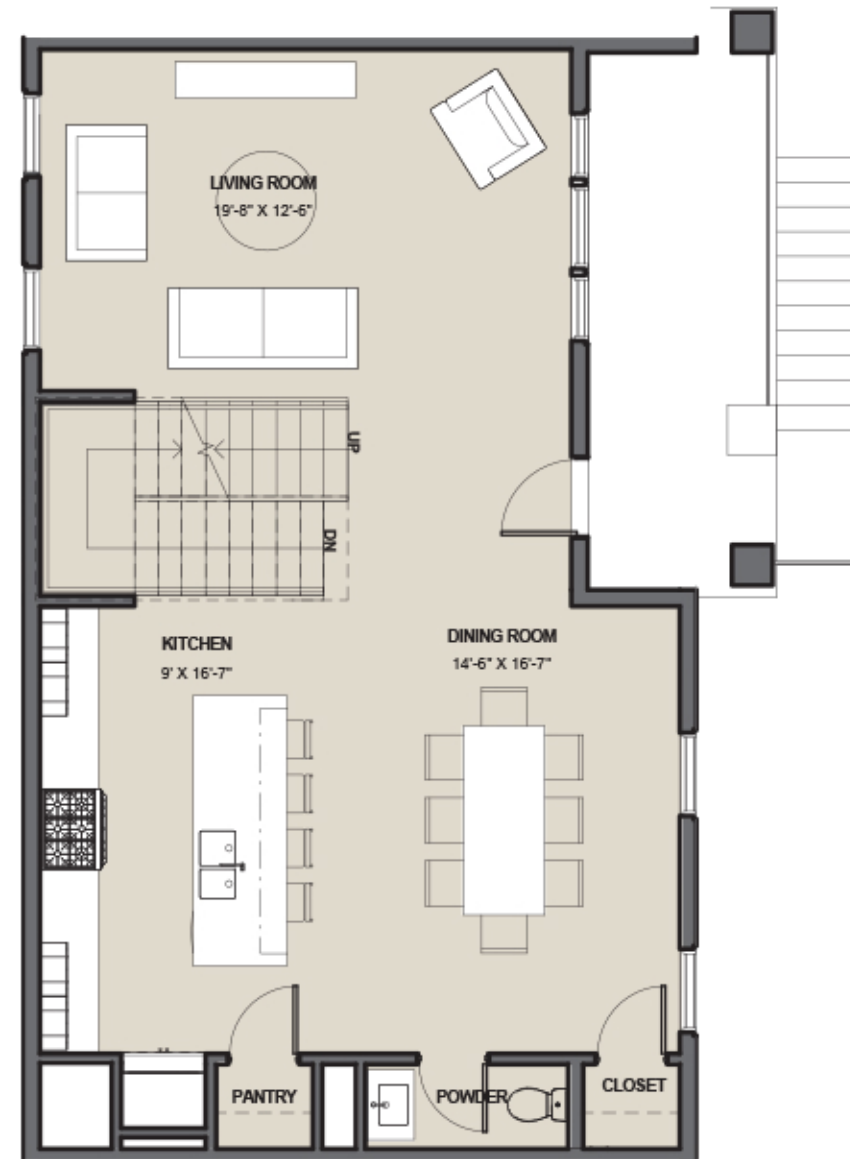 LIVING ROOM
19'-8" X 12'-6"
UP
DN
KITCHEN
9' X 16'-7"
DINING ROOM
14'-6" X 16'-7"
PANTRY
POWDER
CLOSET